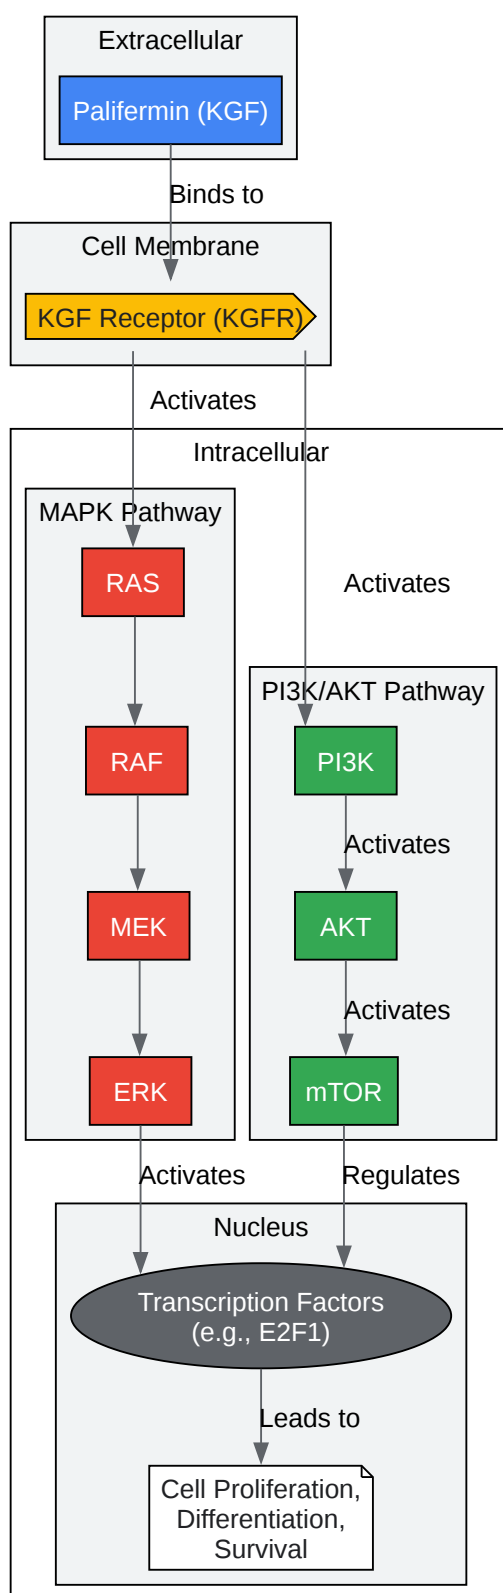 Extracellular
Palifermin (KGF)
Binds to
Cell Membrane
KGF Receptor (KGFR)
Activates
Intracellular
MAPK Pathway
RAS
Activates
PI3K/AKT Pathway
RAF
PI3K
Activates
MEK
AKT
Activates
ERK
mTOR
Activates
Regulates
Nucleus
Transcription Factors
(e.g., E2F1)
Leads to
Cell Proliferation,
Differentiation,
Survival